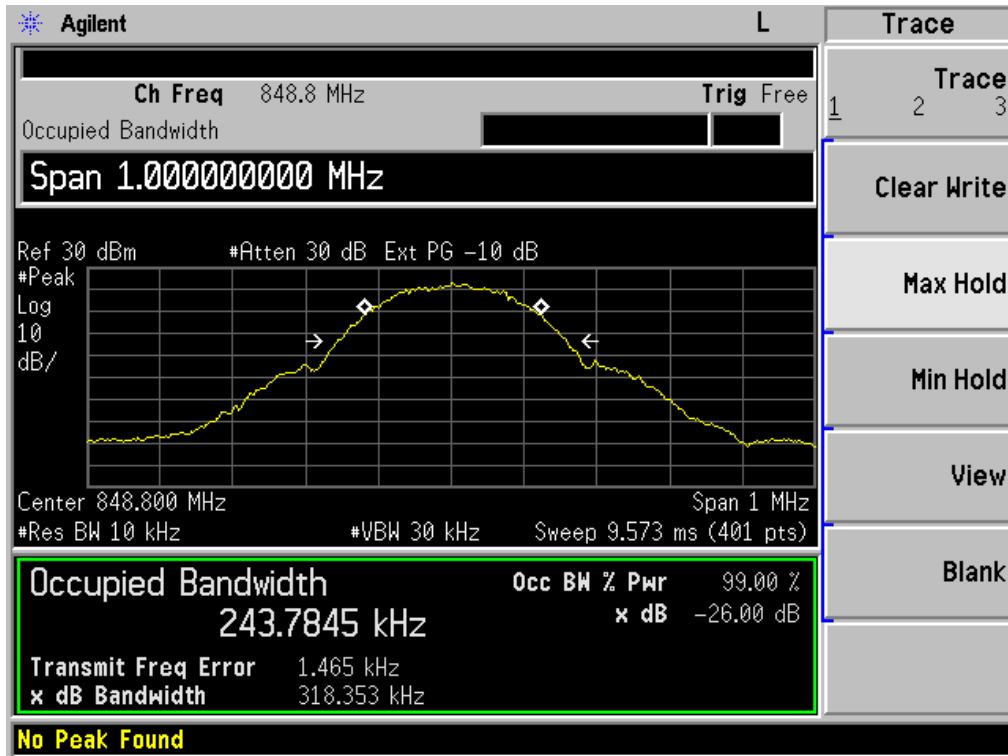 Agilent L Trace
Ch Freq 848.8 MHz Trig Free
Occupied Bandwidth
Span 1.000000000 MHz
Ref 30 dBm #Atten 30 dB Ext PG -10 dB
#Peak
Log
10
dB/
Center 848.800 MHz Span 1 MHz
#Res BW 10 kHz #VBW 30 kHz Sweep 9.573 ms (401 pts)
Occupied Bandwidth Occ BW % Pwr 99.00 %
243.7845 kHz x dB -26.00 dB
Transmit Freq Error 1.465 kHz
x dB Bandwidth 318.353 kHz
No Peak Found
Trace
1 2 3
Clear Write
Max Hold
Min Hold
View
Blank